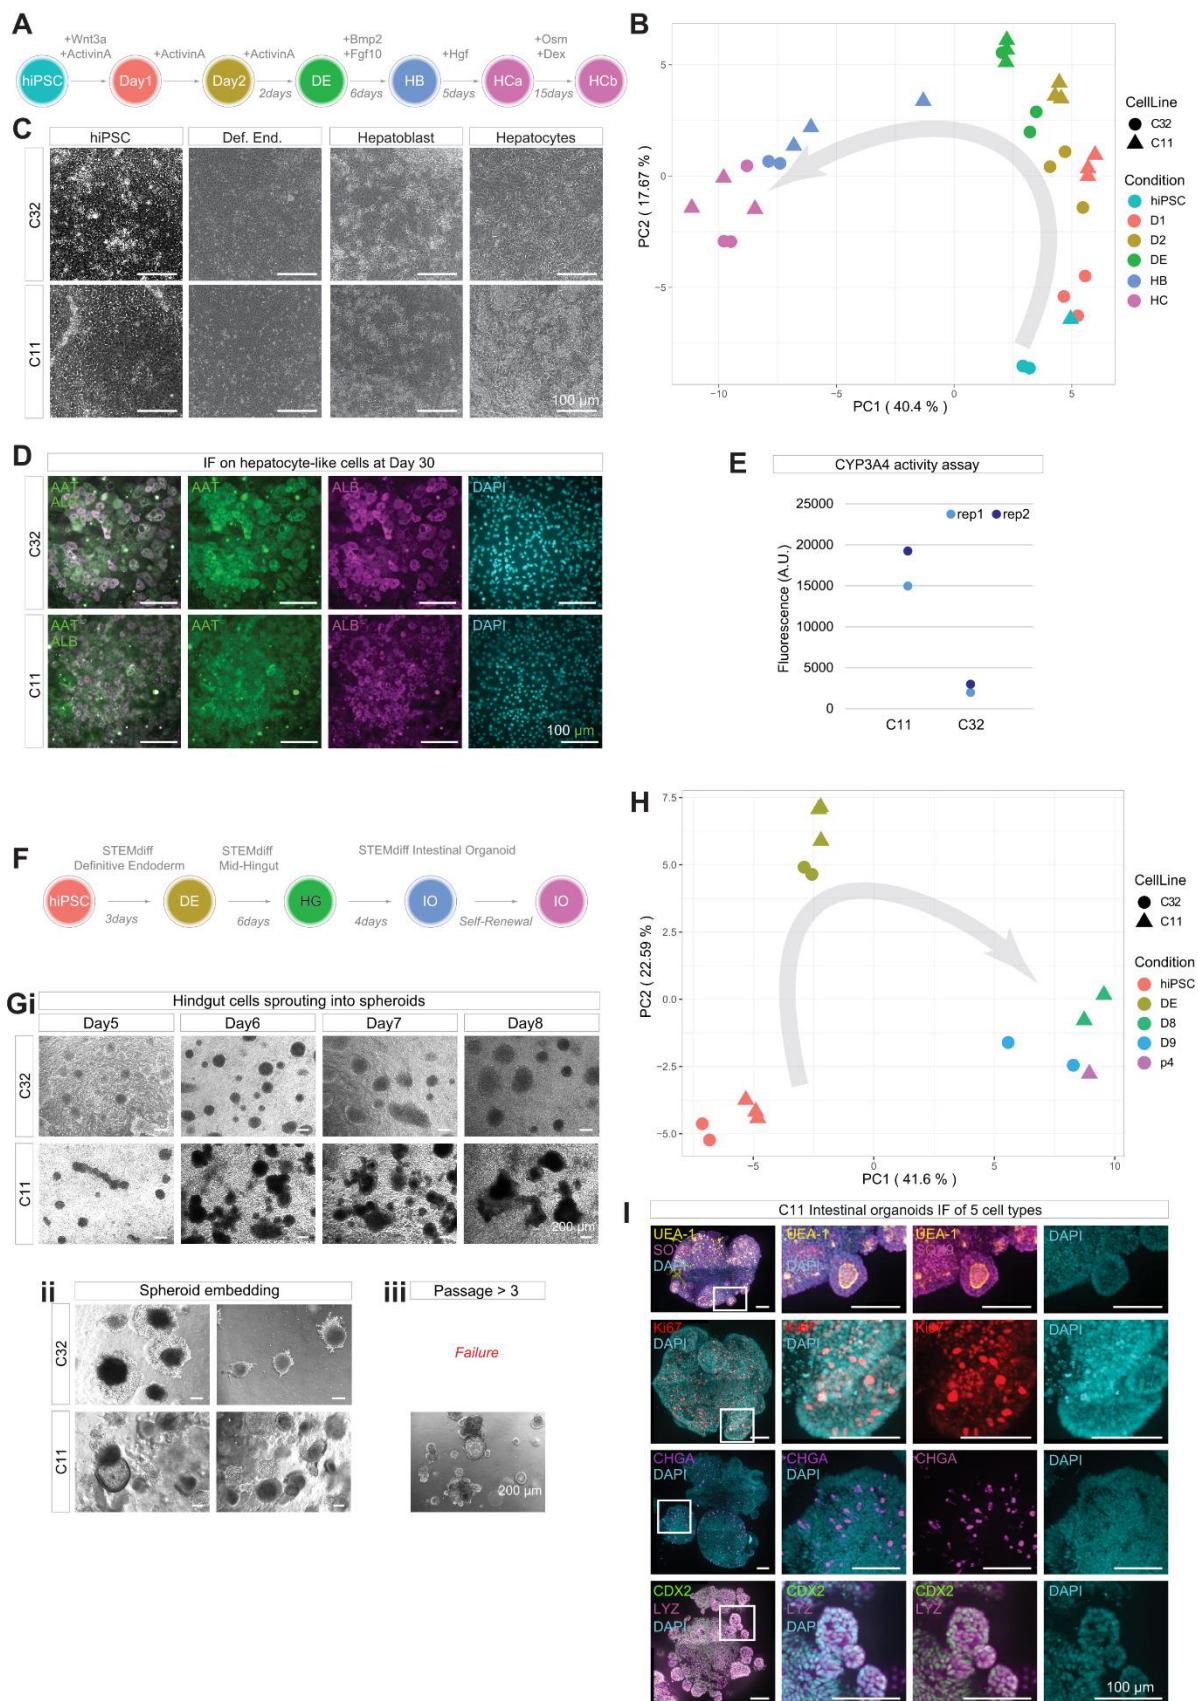 A
+Wnt3a
+ActivinA
+ActivinA
+ActivinA
+Bmp2
+Fgf10
+Hgf
+Osm
+Dex
hiPSC
Day1
Day2
DE
HB
HCa
HCb
2days
6days
5days
15days
B
5
0
−5
PC2 ( 17.67 % )
−10
−5
0
5
PC1 ( 40.4 % )
CellLine
C32
C11
Condition
hiPSC
D1
D2
DE
HB
HC
C
hiPSC
Def. End.
Hepatoblast
Hepatocytes
C32
C11
100 µm
D
IF on hepatocyte-like cells at Day 30
C32
AAT
ALB
AAT
ALB
DAPI
C11
AAT
ALB
AAT
ALB
DAPI
100 µm
E
CYP3A4 activity assay
rep1
rep2
25000
20000
15000
10000
5000
0
Fluorescence (A.U.)
C11
C32
F
STEMdiff
Definitive Endoderm
STEMdiff
Mid-Hingut
STEMdiff Intestinal Organoid
hiPSC
DE
HG
IO
IO
3days
6days
4days
Self-Renewal
Gi
Hindgut cells sprouting into spheroids
Day5
Day6
Day7
Day8
C32
C11
200 µm
ii
Spheroid embedding
C32
C11
iii
Passage > 3
Failure
200 µm
H
7.5
5.0
2.5
0.0
−2.5
−5.0
PC2 ( 22.59 % )
−5
0
5
10
PC1 ( 41.6 % )
CellLine
C32
C11
Condition
hiPSC
DE
D8
D9
p4
I
C11 Intestinal organoids IF of 5 cell types
UEA-1
DAPI
UEA-1
DAPI
UEA-1
SOX9
DAPI
Ki67
DAPI
Ki67
DAPI
Ki67
DAPI
CHGA
DAPI
CHGA
DAPI
CHGA
DAPI
CDX2
LYZ
DAPI
CDX2
LYZ
DAPI
CDX2
LYZ
DAPI
100 µm